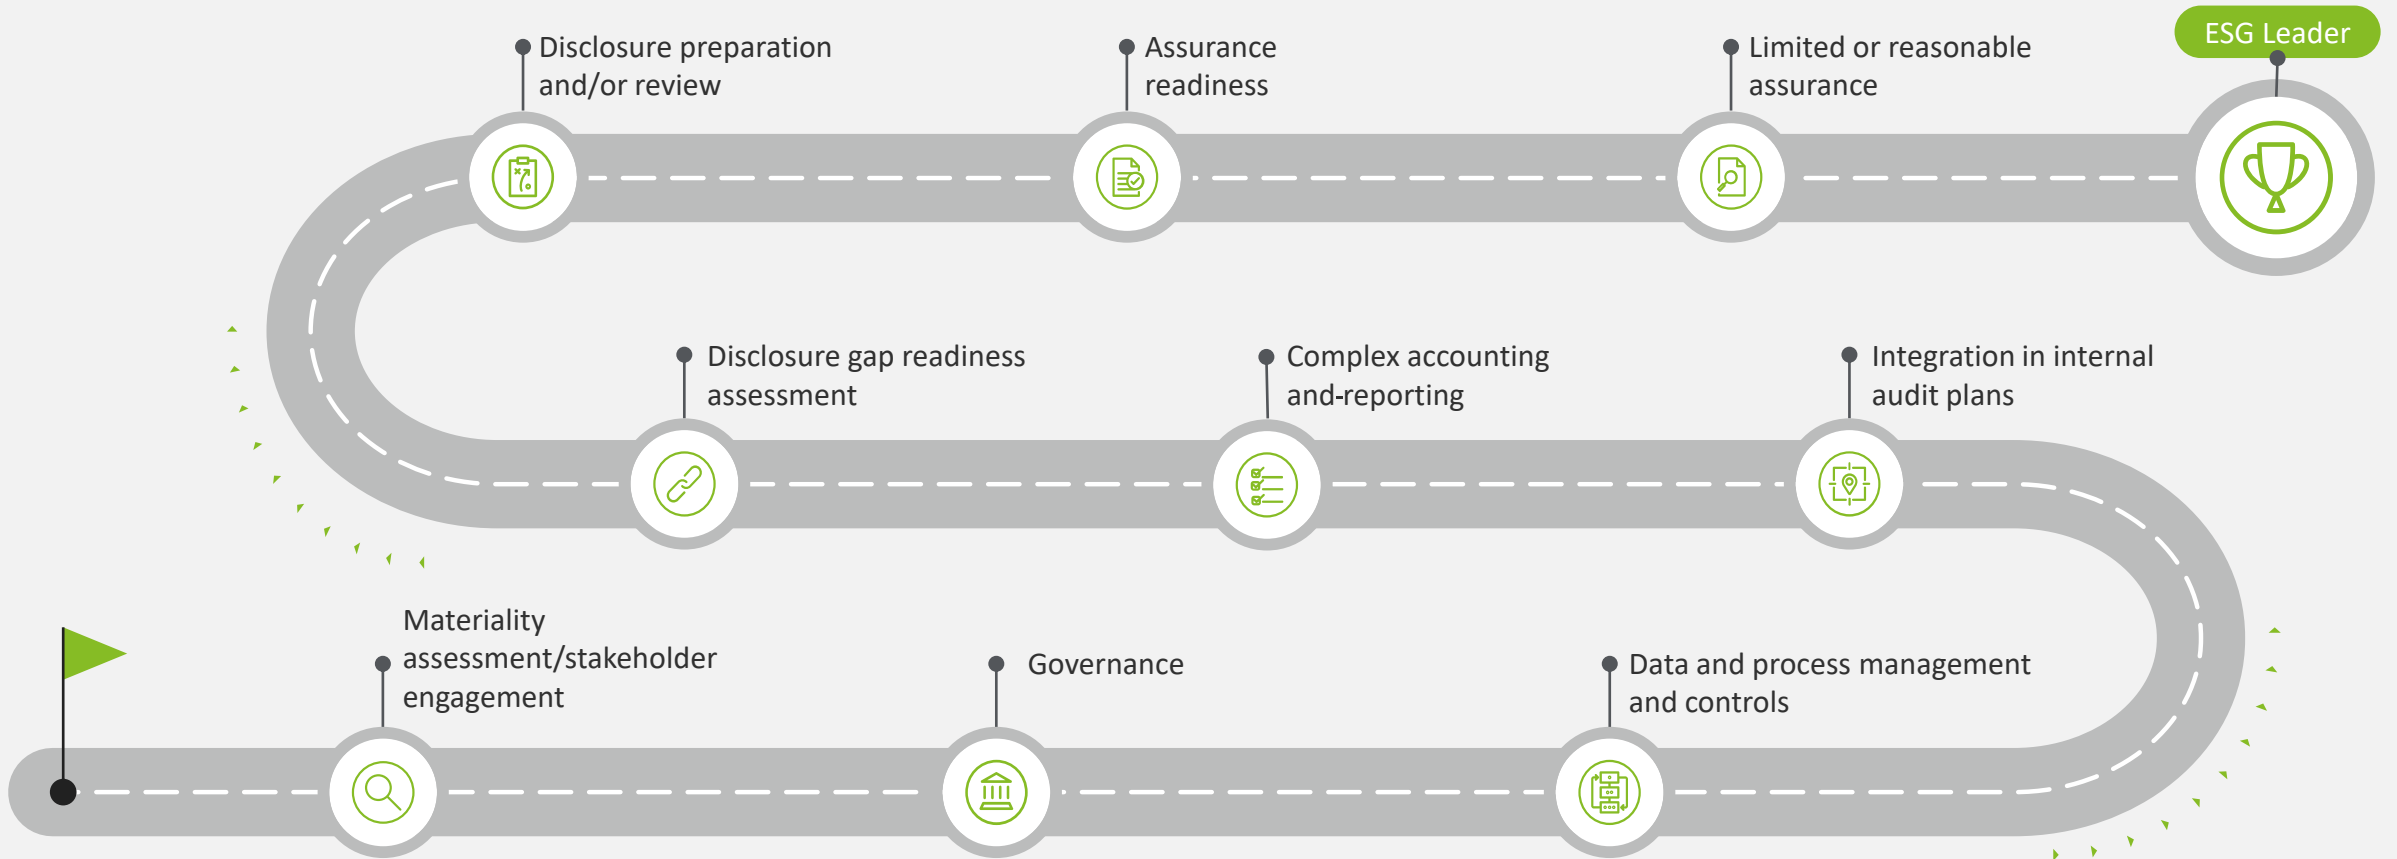 Disclosure preparation
and/or review
Assurance
readiness
Limited or reasonable
assurance
ESG Leader
Disclosure gap readiness
assessment
Complex accounting
and-reporting
Integration in internal
audit plans
Materiality
assessment/stakeholder
engagement
Governance
Data and process management
and controls